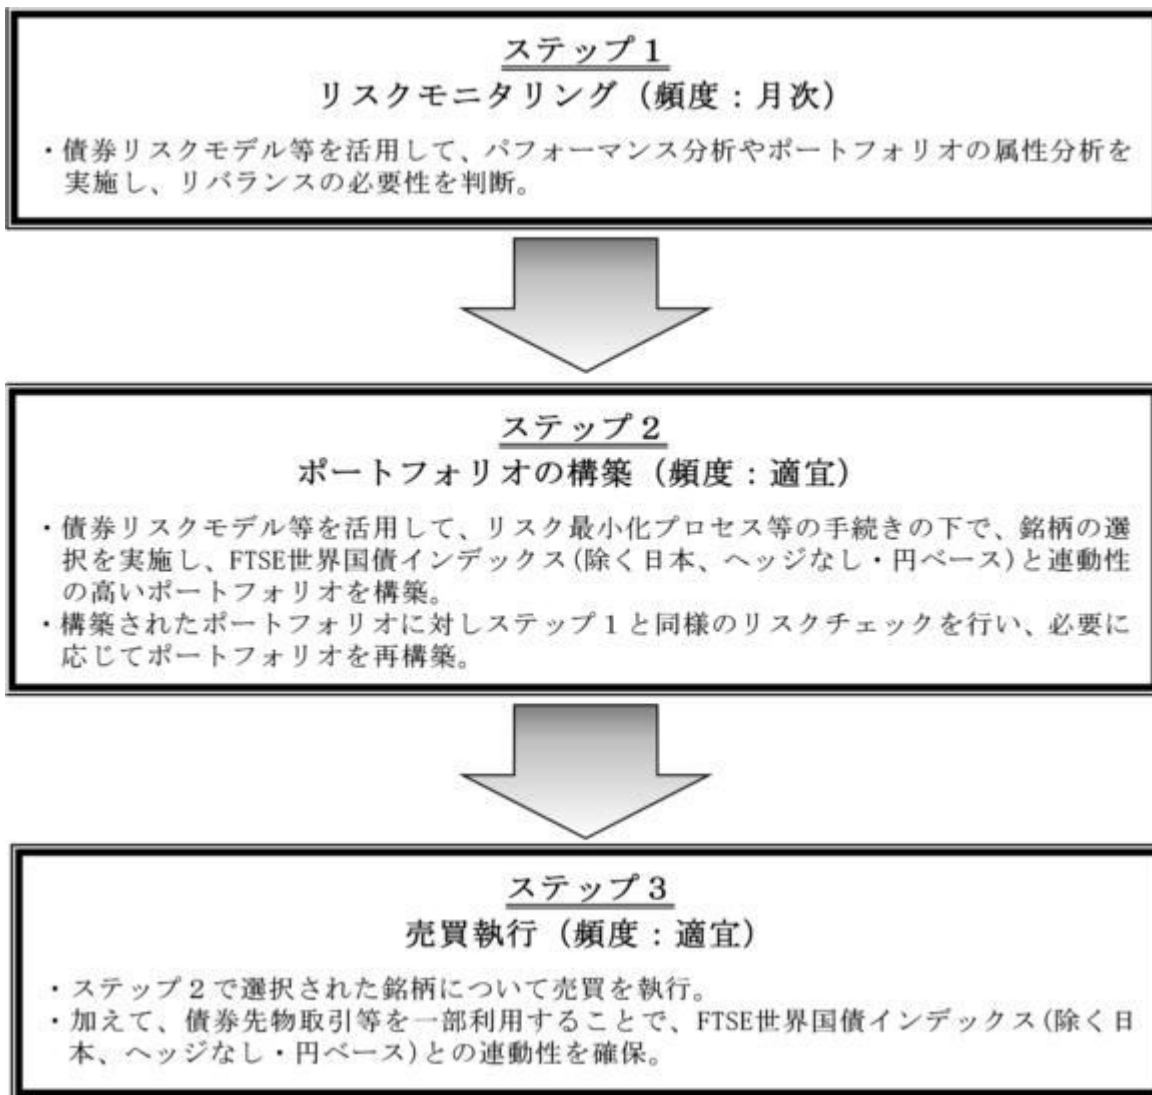 ステップ1
リスクモニタリング（頻度：月次）
・債券リスクモデル等を活用して、パフォーマンス分析やポートフォリオの属性分析を
実施し、リバランスの必要性を判断。
ステップ2
ポートフォリオの構築（頻度：適宜）
・債券リスクモデル等を活用して、リスク最小化プロセス等の手続きの下で、銘柄の選
択を実施し、FTSE世界国債インデックス(除く日本、ヘッジなし・円ベース)と連動性
の高いポートフォリオを構築。
・構築されたポートフォリオに対しステップ1と同様のリスクチェックを行い、必要に
応じてポートフォリオを再構築。
ステップ3
売買執行（頻度：適宜）
・ステップ2で選択された銘柄について売買を執行。
・加えて、債券先物取引等を一部利用することで、FTSE世界国債インデックス(除く日
本、ヘッジなし・円ベース)との連動性を確保。